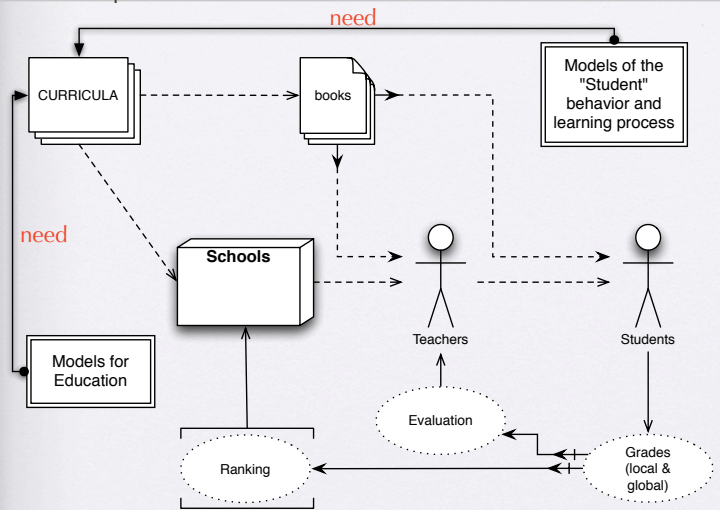 need
Models of the
"Student"
behavior and
learning process
CURRICULA
books
need
Schools
Teachers
Students
Models for
Education
Evaluation
Ranking
Grades
(local &
global)